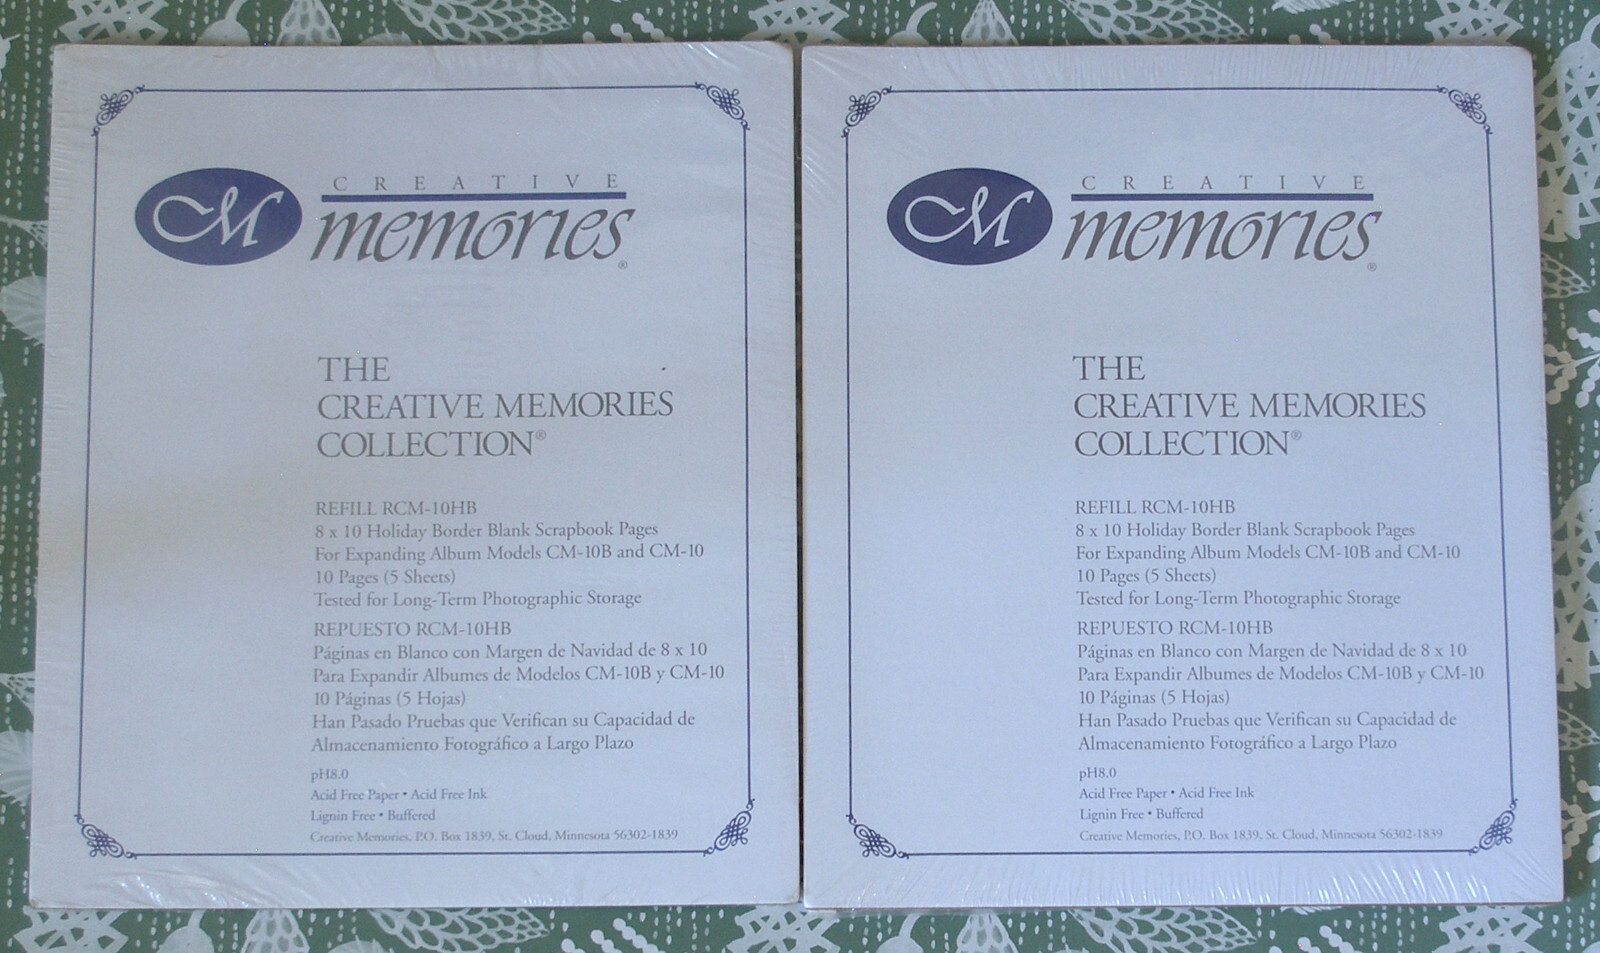 CM
CREATIVE
memories®
THE
CREATIVE MEMORIES
COLLECTION®
REFILL RCM-10HB
8 x 10 Holiday Border Blank Scrapbook Pages
For Expanding Album Models CM-10B and CM-10
10 Pages (5 Sheets)
Tested for Long-Term Photographic Storage
REPUESTO RCM-10HB
Páginas en Blanco con Margen de Navidad de 8 x 10
Para Expandir Albumes de Modelos CM-10B y CM-10
10 Páginas (5 Hojas)
Han Pasado Pruebas que Verifican su Capacidad de
Almacenamiento Fotográfico a Largo Plazo
pH8.0
Acid Free Paper • Acid Free Ink
Lignin Free • Buffered
Creative Memories, P.O. Box 1839, St. Cloud, Minnesota 56302-1839
CM
CREATIVE
memories®
THE
CREATIVE MEMORIES
COLLECTION®
REFILL RCM-10HB
8 x 10 Holiday Border Blank Scrapbook Pages
For Expanding Album Models CM-10B and CM-10
10 Pages (5 Sheets)
Tested for Long-Term Photographic Storage
REPUESTO RCM-10HB
Páginas en Blanco con Margen de Navidad de 8 x 10
Para Expandir Albumes de Modelos CM-10B y CM-10
10 Páginas (5 Hojas)
Han Pasado Pruebas que Verifican su Capacidad de
Almacenamiento Fotográfico a Largo Plazo
pH8.0
Acid Free Paper • Acid Free Ink
Lignin Free • Buffered
Creative Memories, P.O. Box 1839, St. Cloud, Minnesota 56302-1839